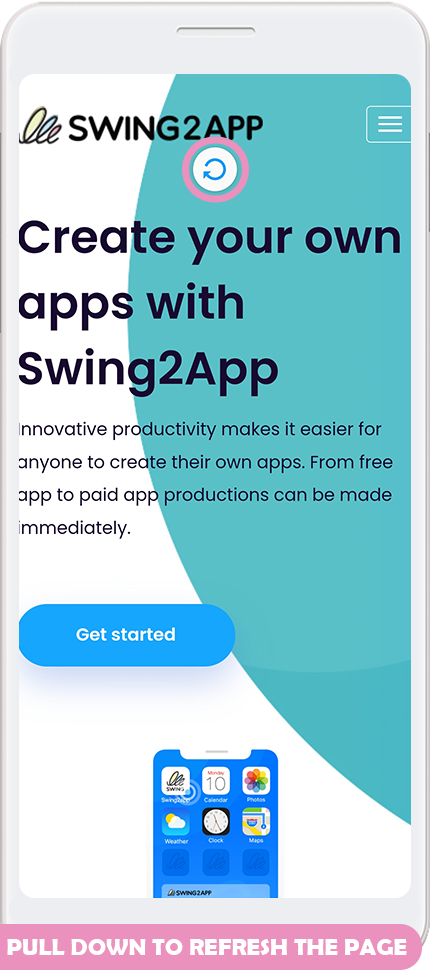 SWING2APP
Create your own
apps with
Swing2App
Innovative productivity makes it easier for
anyone to create their own apps. From free
app to paid app productions can be made
immediately.
Get started
SWING
Monday
10
Swing2app Calendar Photos
Weather Clock Maps
SWING2APP
PULL DOWN TO REFRESH THE PAGE